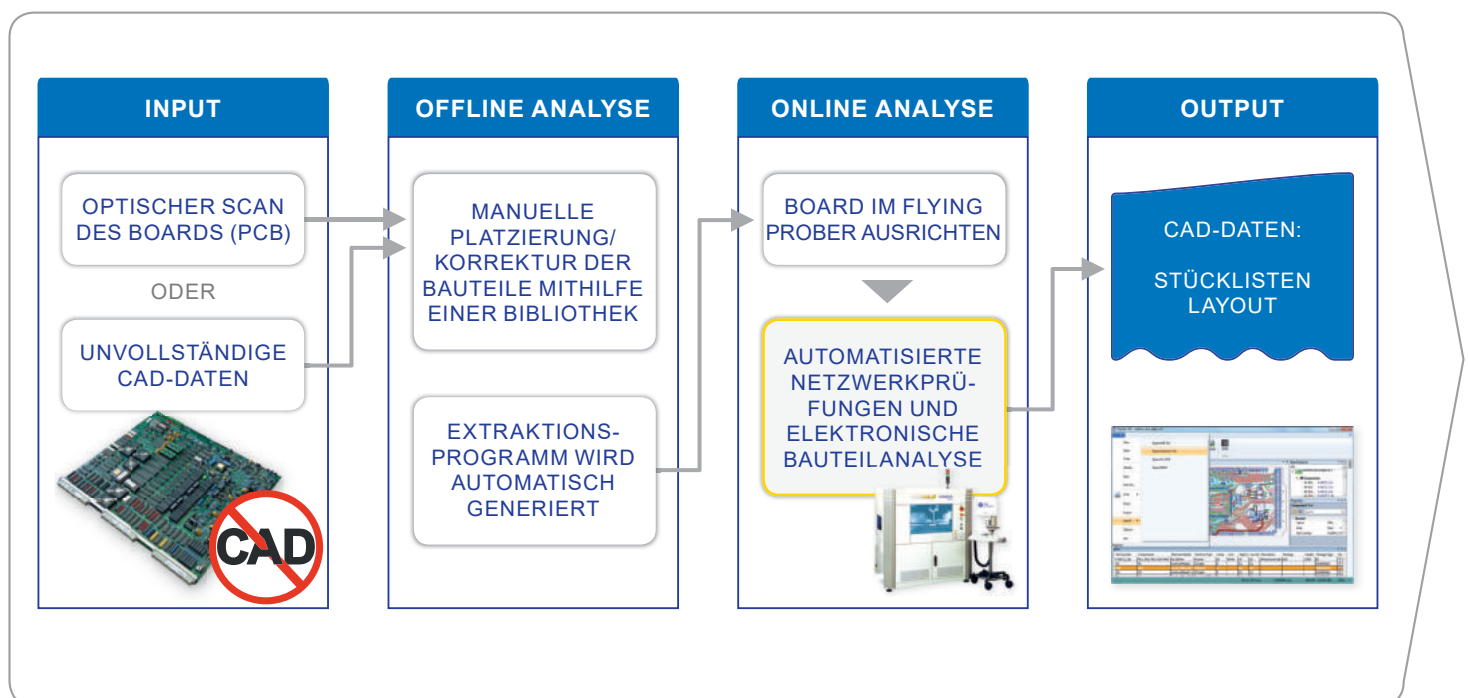 INPUT
OPTISCHER SCAN
DES BOARDS (PCB)
ODER
UNVOLLSTÄNDIGE
CAD-DATEN
CAD
OFFLINE ANALYSE
MANUELLE
PLATZIERUNG/
KORREKTUR DER
BAUTEILE MITHILFE
EINER BIBLIOTHEK
EXTRAKTIONS-
PROGRAMM WIRD
AUTOMATISCH
GENERIERT
ONLINE ANALYSE
BOARD IM FLYING
PROBER AUSRICHTEN
AUTOMATISIERTE
NETZWERKPRÜ-
FUNGEN UND
ELEKTRONISCHE
BAUTEILANALYSE
OUTPUT
CAD-DATEN:
STÜCKLISTEN
LAYOUT